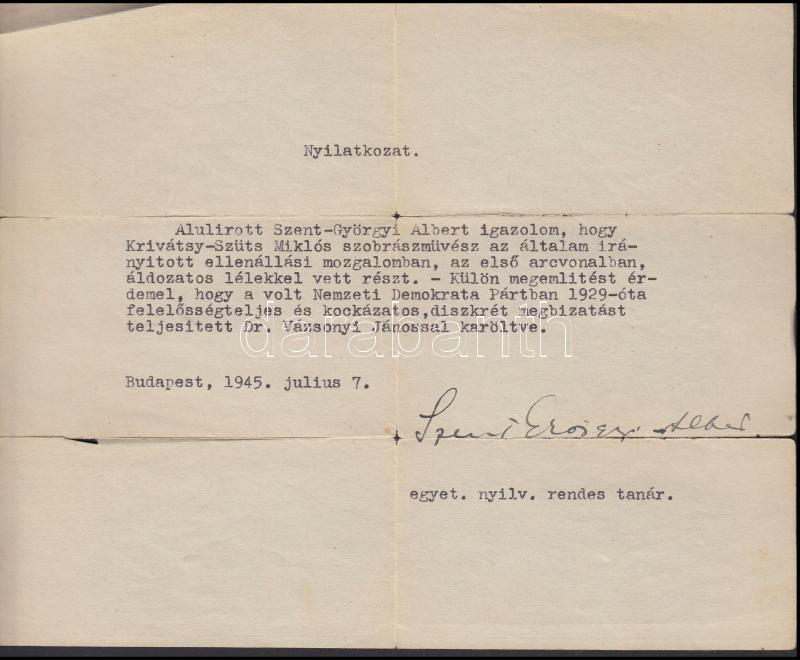 Nyilatkozat.
Alulirott Szent-Györgyi Albert igazolom, hogy
Krivátsy-Szüts Miklós szobrászmüvész az általam irá-
nyitott ellenállási mozgalomban, az első arcvonalban,
áldozatos lélekkel vett részt. - Külön megemlitést ér-
demel, hogy a volt Nemzeti Demokrata Pártban 1929-óta
felelősségteljes és kockázatos,diszkrét megbizatást
teljesitett Dr. Vázsonyi Jánossal karöltve.
darabanth
Budapest, 1945. julius 7.
Szent Györgyi Albert.
egyet. nyilv. rendes tanár.